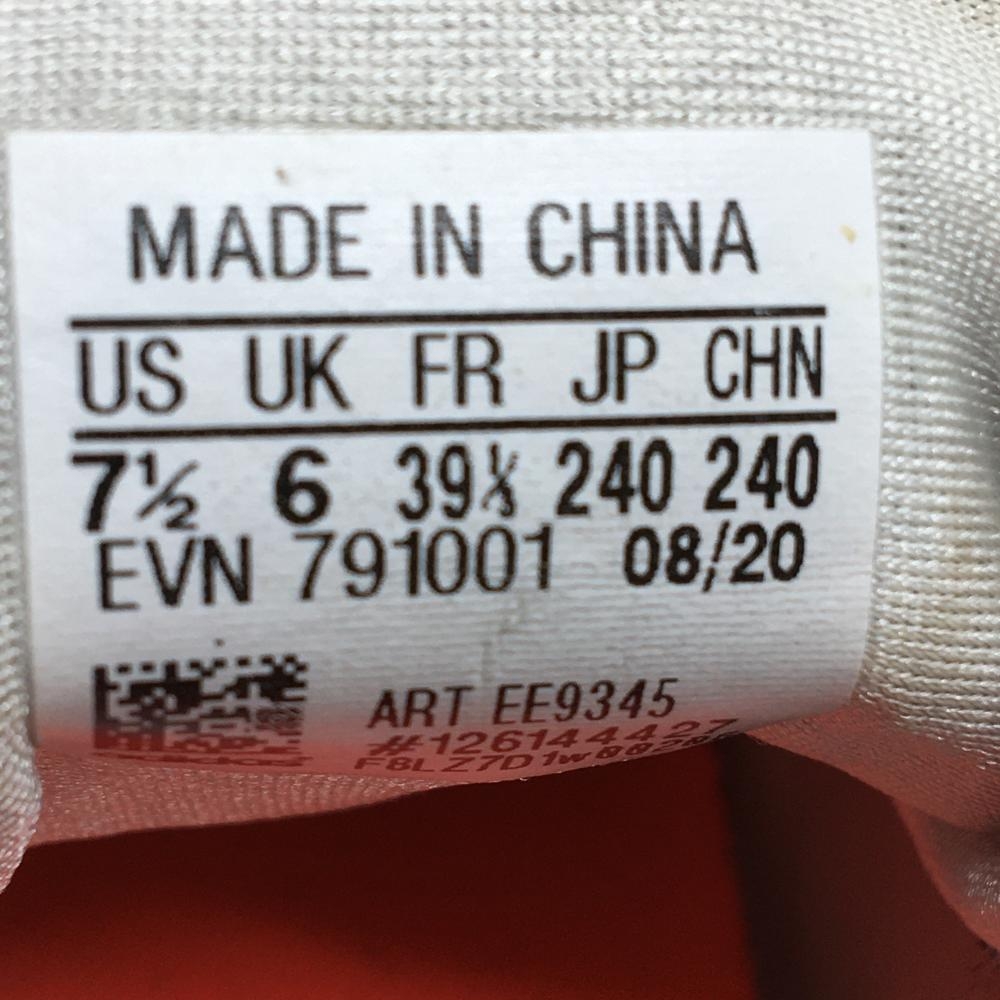 MADE IN CHINA
US UK FR JP CHN
7½ 6 39⅓ 240 240
EVN 791001 08/20
ART EE9345
#1261444427